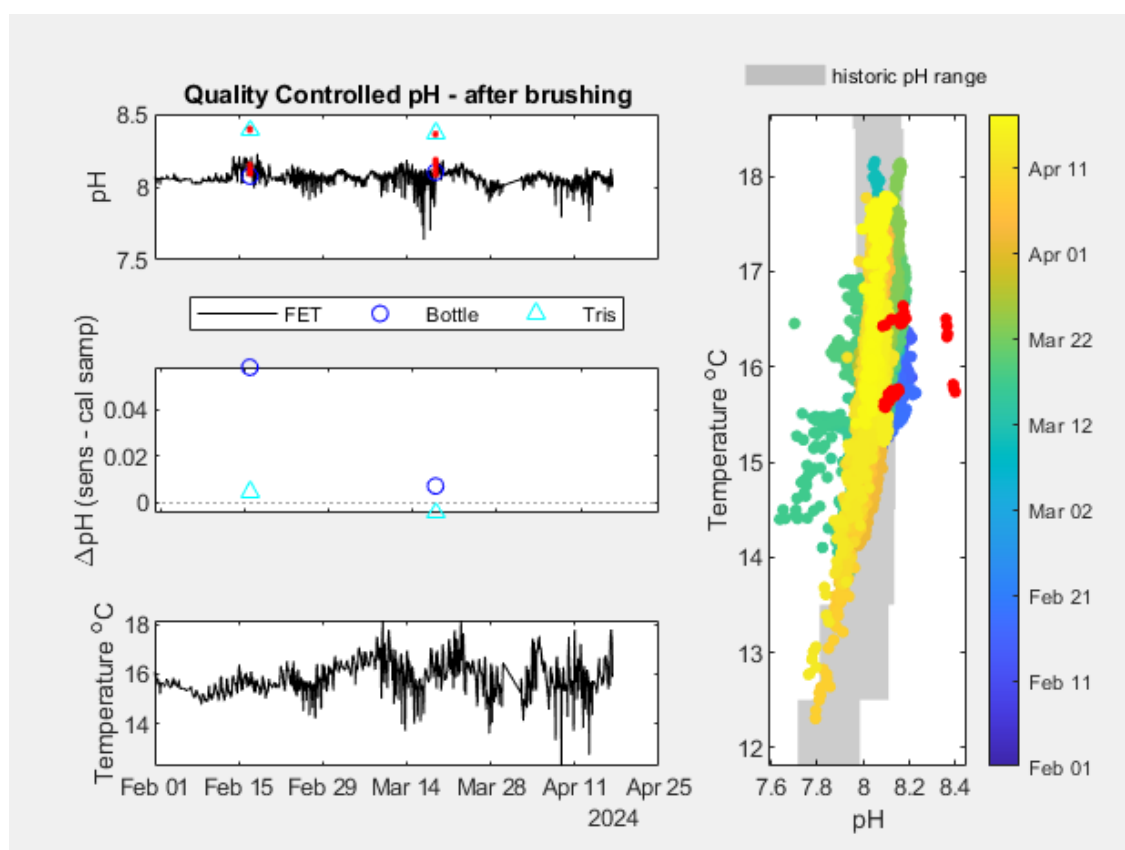 Quality Controlled pH - after brushing
8.5
8
7.5
pH
FET Bottle Tris
0.04
0.02
0
ΔpH (sens - cal samp)
18
16
14
Temperature °C
Feb 01 Feb 15 Feb 29 Mar 14 Mar 28 Apr 11 Apr 25
2024
historic pH range
18
17
16
15
14
13
12
Temperature °C
7.6 7.8 8 8.2 8.4
pH
Apr 11
Apr 01
Mar 22
Mar 12
Mar 02
Feb 21
Feb 11
Feb 01